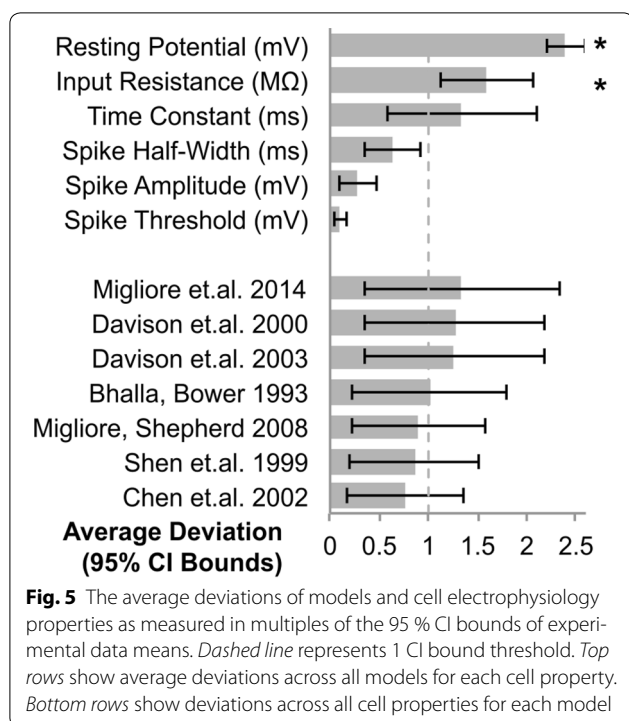 Resting Potential (mV) *
Input Resistance (MΩ) *
Time Constant (ms)
Spike Half-Width (ms)
Spike Amplitude (mV)
Spike Threshold (mV)
Migliore et.al. 2014
Davison et.al. 2000
Davison et.al. 2003
Bhalla, Bower 1993
Migliore, Shepherd 2008
Shen et.al. 1999
Chen et.al. 2002
Average Deviation
(95% CI Bounds)
0 0.5 1 1.5 2 2.5
Fig. 5 The average deviations of models and cell electrophysiology
properties as measured in multiples of the 95 % CI bounds of experi-
mental data means. Dashed line represents 1 CI bound threshold. Top
rows show average deviations across all models for each cell property.
Bottom rows show deviations across all cell properties for each model